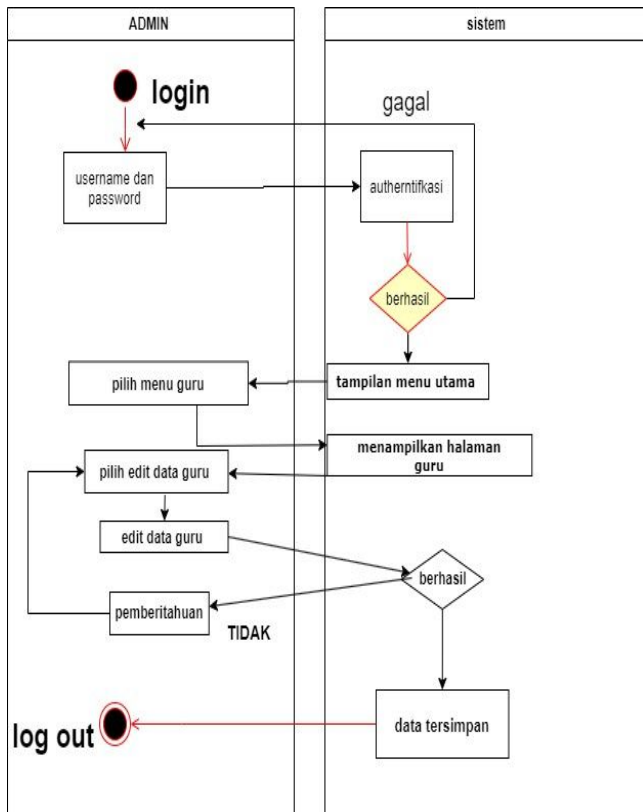 ADMIN
sistem
login
gagal
username dan
password
autherntifkasi
berhasil
pilih menu guru
tampilan menu utama
menampilkan halaman
guru
pilih edit data guru
edit data guru
berhasil
pemberitahuan
TIDAK
log out
data tersimpan